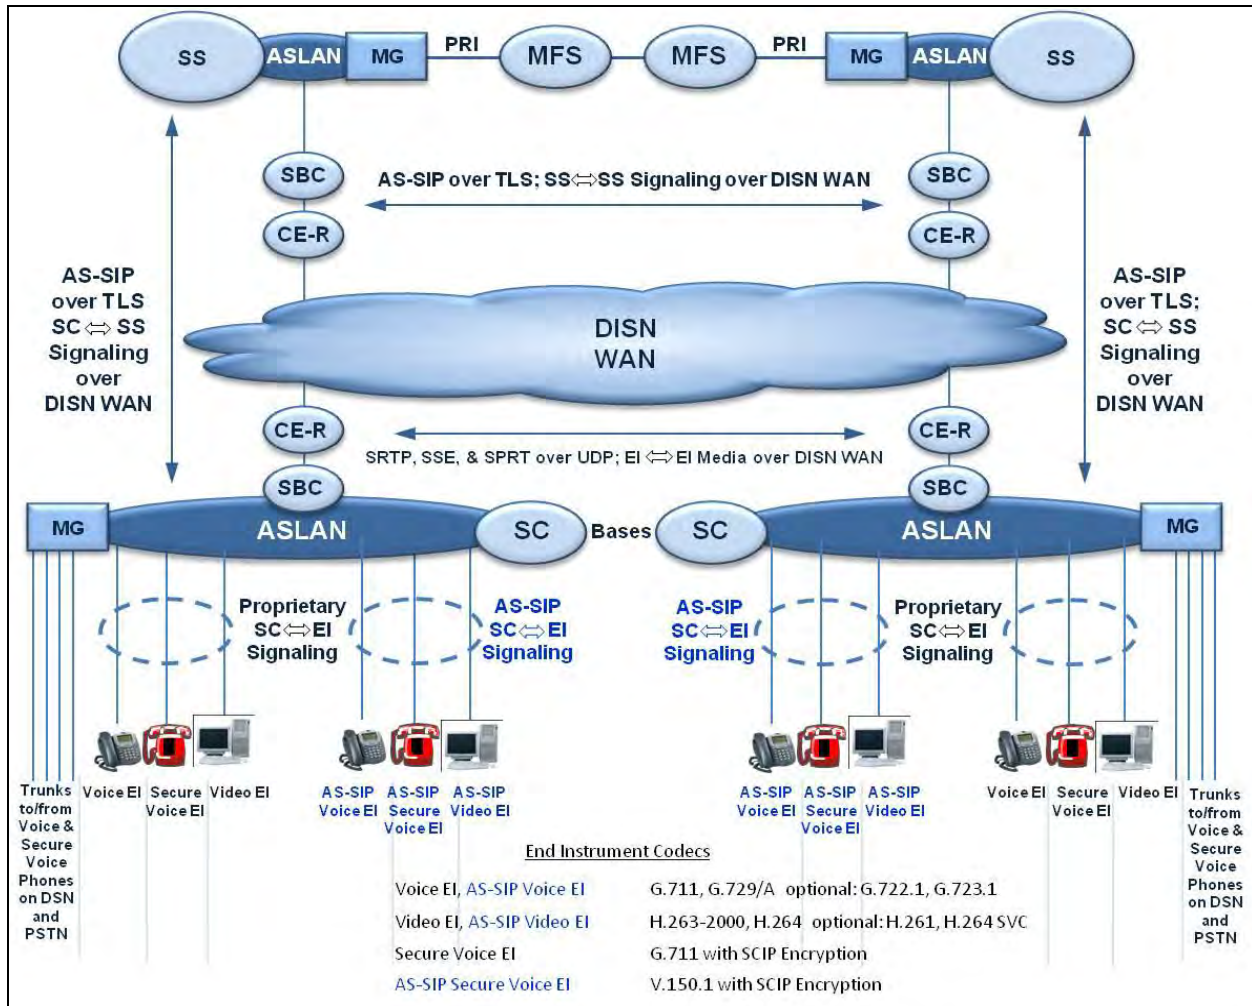 SS
ASLAN
MG
PRI
MFS
MFS
PRI
MG
ASLAN
SS
SBC
AS-SIP over TLS; SS⇔SS Signaling over DISN WAN
SBC
CE-R
CE-R
AS-SIP
over TLS
SC ⇔ SS
Signaling
over
DISN WAN
DISN
WAN
AS-SIP
over TLS;
SC ⇔ SS
Signaling
over
DISN WAN
CE-R
CE-R
SRTP, SSE, & SPRT over UDP; EI ⇔ EI Media over DISN WAN
SBC
SBC
MG
ASLAN
SC
Bases
SC
ASLAN
MG
Proprietary
SC⇔EI
Signaling
AS-SIP
SC⇔EI
Signaling
AS-SIP
SC⇔EI
Signaling
Proprietary
SC⇔EI
Signaling
Trunks
to/from
Voice &
Secure
Voice
Phones
on DSN
and
PSTN
Voice EI
Secure
Voice EI
Video EI
AS-SIP
Voice EI
AS-SIP
Secure
Voice EI
AS-SIP
Video EI
AS-SIP
Voice EI
AS-SIP
Secure
Voice EI
AS-SIP
Video EI
Voice EI
Secure
Voice EI
Video EI
Trunks
to/from
Voice &
Secure
Voice
Phones
on DSN
and
PSTN
End Instrument Codecs
Voice EI, AS-SIP Voice EI G.711, G.729/A optional: G.722.1, G.723.1
Video EI, AS-SIP Video EI H.263-2000, H.264 optional: H.261, H.264 SVC
Secure Voice EI G.711 with SCIP Encryption
AS-SIP Secure Voice EI V.150.1 with SCIP Encryption